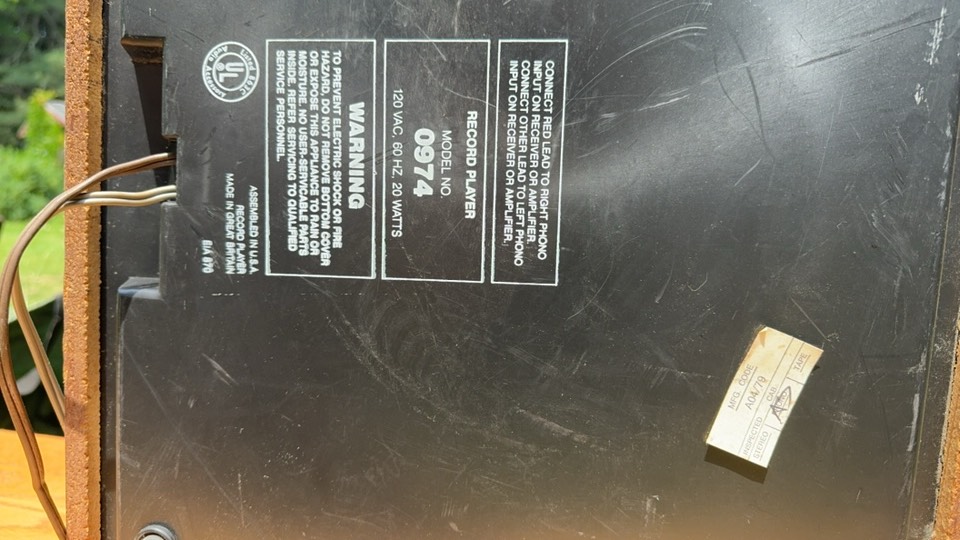 CONNECT RED LEAD TO RIGHT PHONO
INPUT ON RECEIVER OR AMPLIFIER.
CONNECT OTHER LEAD TO LEFT PHONO
INPUT ON RECEIVER OR AMPLIFIER.
RECORD PLAYER
MODEL NO.
0974
120 VAC, 60 HZ, 20 WATTS
WARNING
TO PREVENT ELECTRIC SHOCK OR FIRE
HAZARD, DO NOT REMOVE BOTTOM COVER
OR EXPOSE THIS APPLIANCE TO RAIN OR
MOISTURE. NO USER-SERVICEABLE PARTS
INSIDE. REFER SERVICING TO QUALIFIED
SERVICE PERSONNEL.
UL
ASSEMBLED IN U.S.A.
RECORD PLAYER
MADE IN GREAT BRITAIN
MFG. CODE
A04/79
INSPECTED
CAB.
STEREO
TAPE